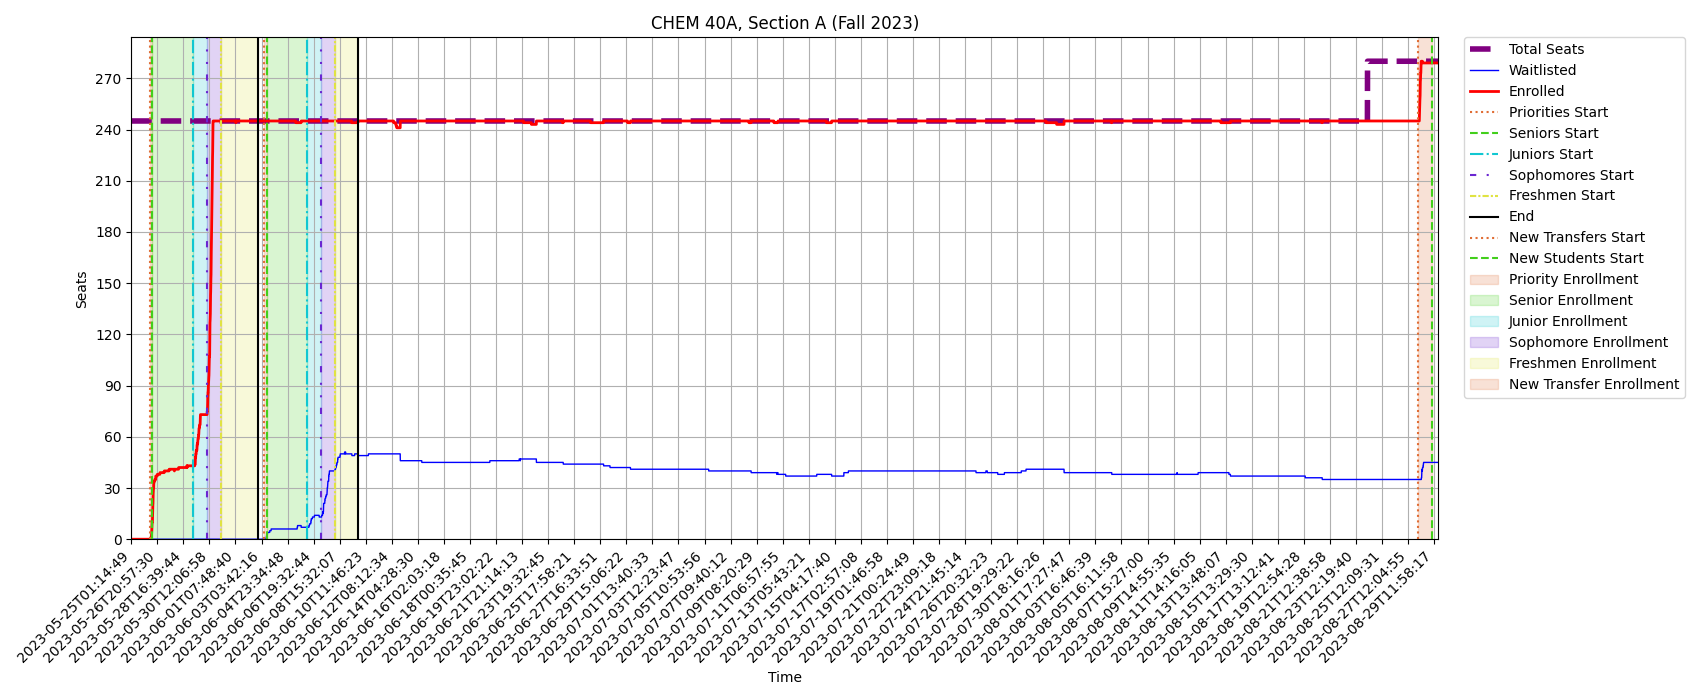 CHEM 40A, Section A (Fall 2023)
Seats
270
240
210
180
150
120
90
60
30
0
2023-05-25T01:14:49
2023-05-26T20:57:30
2023-05-28T16:39:44
2023-05-30T12:06:58
2023-06-01T07:48:40
2023-06-03T03:42:16
2023-06-04T23:34:48
2023-06-06T19:32:44
2023-06-08T15:32:07
2023-06-10T11:46:23
2023-06-12T08:12:34
2023-06-14T04:28:30
2023-06-16T02:03:18
2023-06-18T00:35:45
2023-06-19T23:02:22
2023-06-21T21:14:13
2023-06-23T19:32:45
2023-06-25T17:58:21
2023-06-27T16:33:51
2023-06-29T15:06:22
2023-07-01T13:40:33
2023-07-03T12:23:47
2023-07-05T10:53:56
2023-07-07T09:40:12
2023-07-09T08:20:29
2023-07-11T06:57:55
2023-07-13T05:43:21
2023-07-15T04:17:40
2023-07-17T02:57:08
2023-07-19T01:46:58
2023-07-21T00:24:49
2023-07-22T23:09:18
2023-07-24T21:45:14
2023-07-26T20:32:23
2023-07-28T19:29:22
2023-07-30T18:16:26
2023-08-01T17:27:47
2023-08-03T16:46:39
2023-08-05T16:11:58
2023-08-07T15:27:00
2023-08-09T14:55:35
2023-08-11T14:16:05
2023-08-13T13:48:07
2023-08-15T13:29:30
2023-08-17T13:12:41
2023-08-19T12:54:28
2023-08-21T12:38:58
2023-08-23T12:19:40
2023-08-25T12:09:31
2023-08-27T12:04:55
2023-08-29T11:58:17
Time
Total Seats
Waitlisted
Enrolled
Priorities Start
Seniors Start
Juniors Start
Sophomores Start
Freshmen Start
End
New Transfers Start
New Students Start
Priority Enrollment
Senior Enrollment
Junior Enrollment
Sophomore Enrollment
Freshmen Enrollment
New Transfer Enrollment